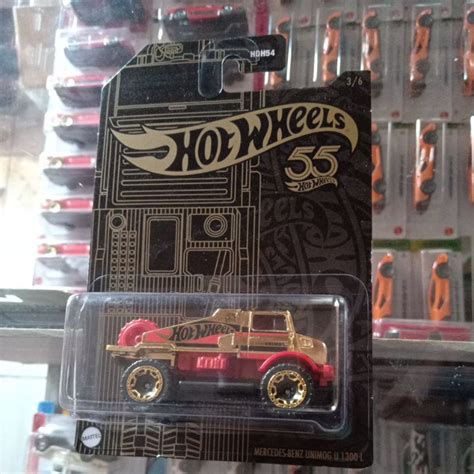 HDH54
3/6
HOT WHEELS
55
HOT WHEELS
HOT WHEELS
MATTEL
MERCEDES-BENZ UNIMOG U 1300 L